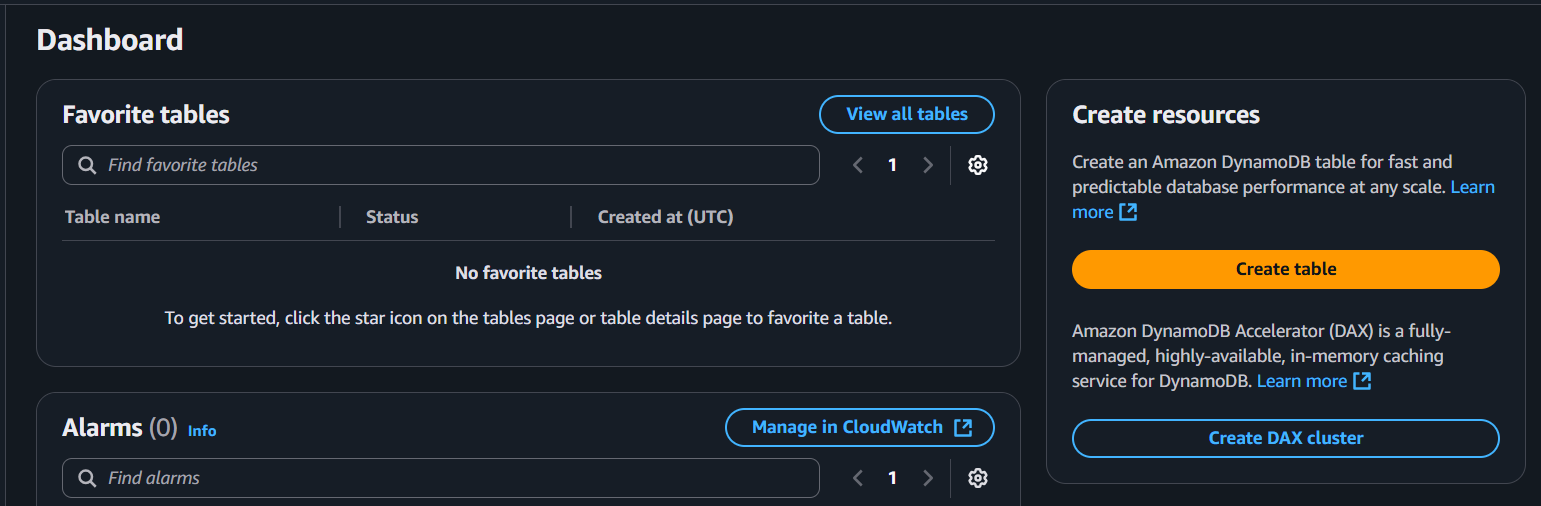 Dashboard
Favorite tables
View all tables
Find favorite tables
1
Table name
Status
Created at (UTC)
No favorite tables
To get started, click the star icon on the tables page or table details page to favorite a table.
Alarms (0) Info
Manage in CloudWatch
Find alarms
1
Create resources
Create an Amazon DynamoDB table for fast and
predictable database performance at any scale. Learn
more
Create table
Amazon DynamoDB Accelerator (DAX) is a fully-
managed, highly-available, in-memory caching
service for DynamoDB. Learn more
Create DAX cluster